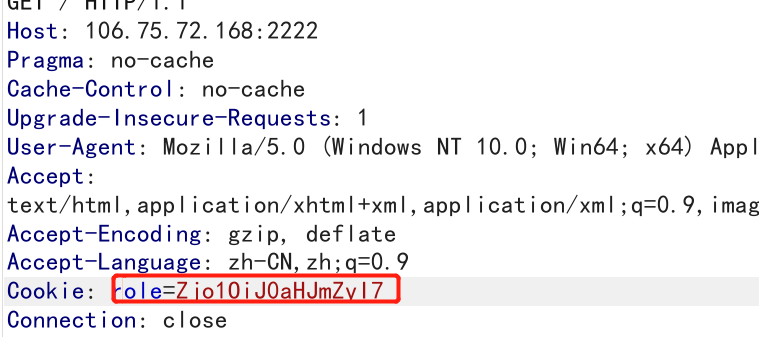 GET / HTTP/1.1
Host: 106.75.72.168:2222
Pragma: no-cache
Cache-Control: no-cache
Upgrade-Insecure-Requests: 1
User-Agent: Mozilla/5.0 (Windows NT 10.0; Win64; x64) Appl
Accept:
text/html,application/xhtml+xml,application/xml;q=0.9,imag
Accept-Encoding: gzip, deflate
Accept-Language: zh-CN,zh;q=0.9
Cookie: role=Zjo1OiJ0aHJmZyI7
Connection: close